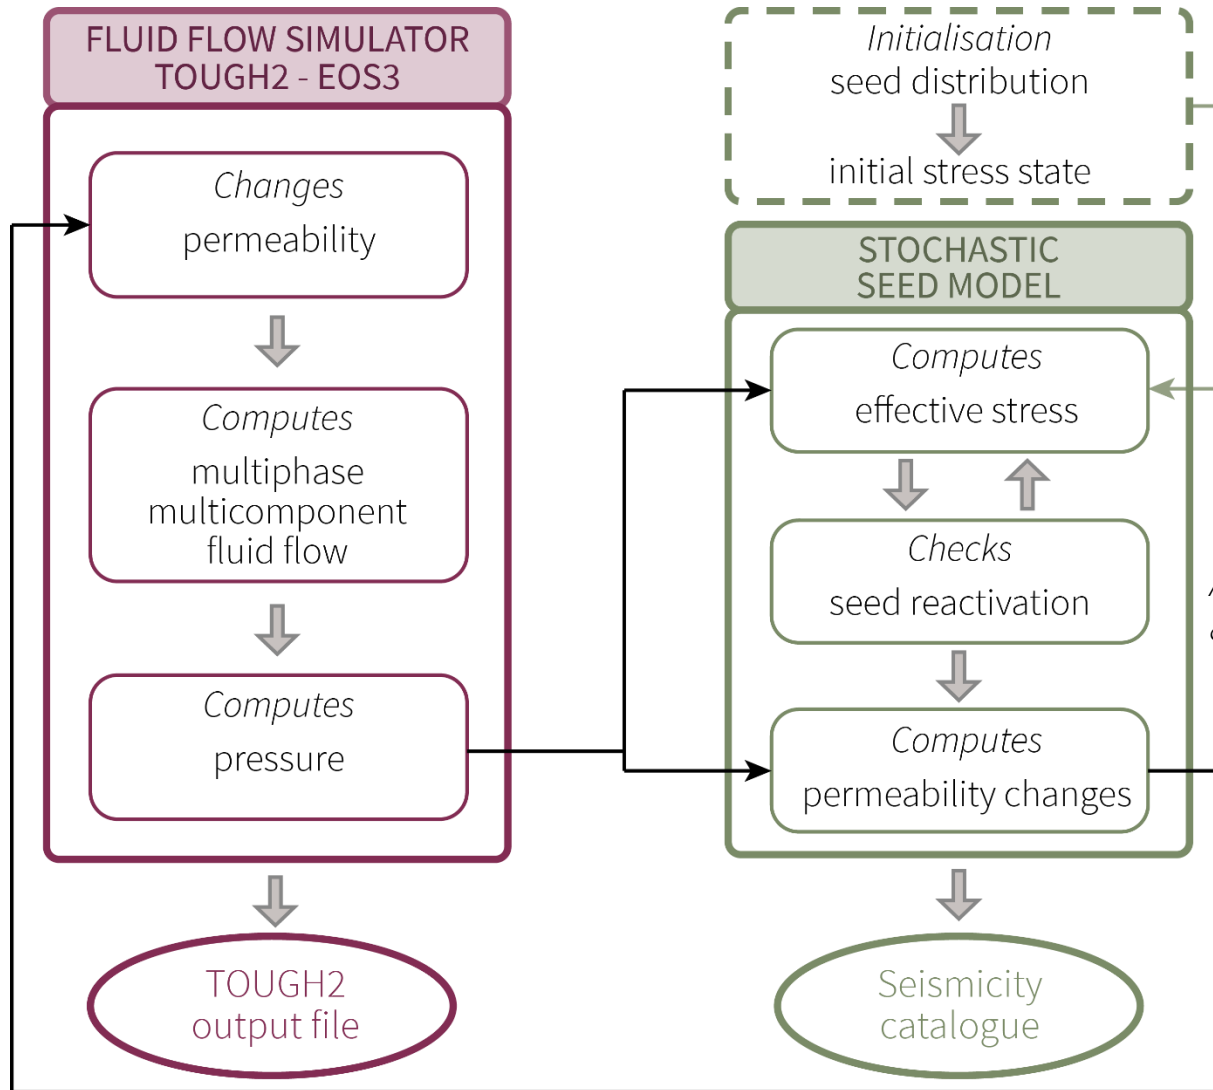 FLUID FLOW SIMULATOR
TOUGH2 - EOS3
Changes
permeability
Computes
multiphase
multicomponent
fluid flow
Computes
pressure
TOUGH2
output file
Initialisation
seed distribution
initial stress state
STOCHASTIC
SEED MODEL
Computes
effective stress
Checks
seed reactivation
Computes
permeability changes
Seismicity
catalogue